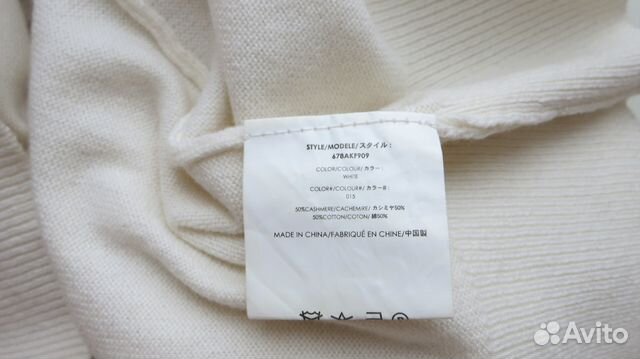 STYLE/MODELE/スタイル :
678AKF909
COLOR/COLOUR/カラー :
WHITE
COLOR#/COLOUR#/カラー# :
015
50%CASHMERE/CACHEMIRE/カシミヤ50%
50%COTTON/COTON/綿50%
MADE IN CHINA/FABRIQUÉ EN CHINE/中国製
Avito